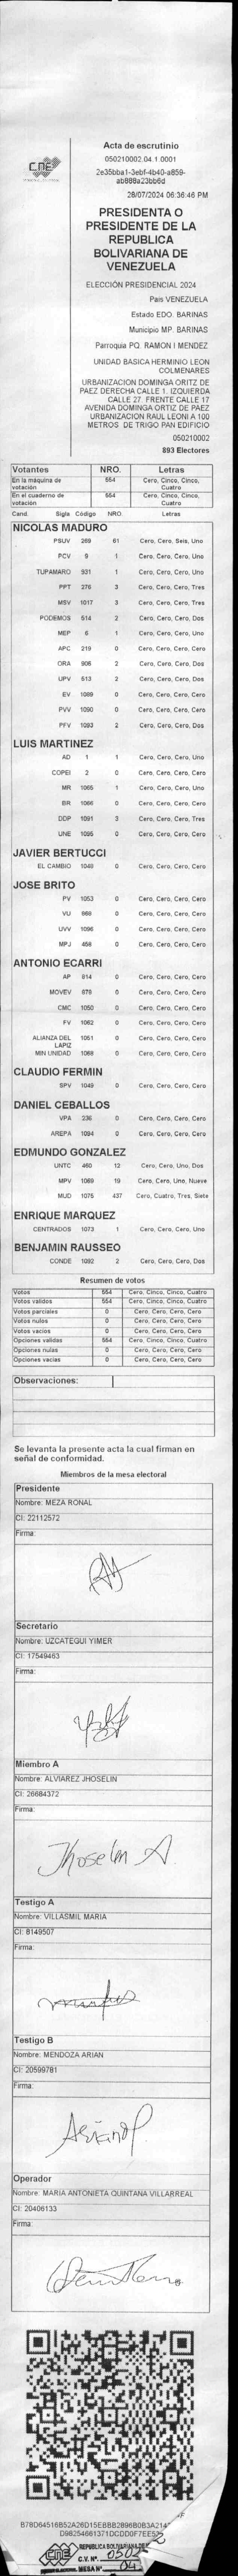 CNE
Acta de escrutinio
050210002.04.1.0001
2e35bba1-3ebf-4b40-a859-
ab888a23bb6d
28/07/2024 06:36:46 PM
PRESIDENTA O
PRESIDENTE DE LA
REPUBLICA
BOLIVARIANA DE
VENEZUELA
ELECCIÓN PRESIDENCIAL 2024
Pais VENEZUELA
Estado EDO. BARINAS
Municipio MP. BARINAS
Parroquia PQ. RAMON I MENDEZ
UNIDAD BASICA HERMINIO LEON
COLMENARES
URBANIZACION DOMINGA ORITZ DE
PAEZ DERECHA CALLE 1. IZQUIERDA
CALLE 27. FRENTE CALLE 17
AVENIDA DOMINGA ORTIZ DE PAEZ
URBANIZACION RAUL LEONI A 100
METROS DE TRIGO PAN EDIFICIO
050210002
893 Electores
Votantes NRO. Letras
En la máquina de votación 554 Cero, Cinco, Cinco, Cuatro
En el cuaderno de votación 554 Cero, Cinco, Cinco, Cuatro
Cand. Sigla Código NRO. Letras
NICOLAS MADURO
PSUV 269 61 Cero, Cero, Seis, Uno
PCV 9 1 Cero, Cero, Cero, Uno
TUPAMARO 931 1 Cero, Cero, Cero, Uno
PPT 276 3 Cero, Cero, Cero, Tres
MSV 1017 3 Cero, Cero, Cero, Tres
PODEMOS 514 2 Cero, Cero, Cero, Dos
MEP 6 1 Cero, Cero, Cero, Uno
APC 219 0 Cero, Cero, Cero, Cero
ORA 906 2 Cero, Cero, Cero, Dos
UPV 513 2 Cero, Cero, Cero, Dos
EV 1089 0 Cero, Cero, Cero, Cero
PVV 1090 0 Cero, Cero, Cero, Cero
PFV 1093 2 Cero, Cero, Cero, Dos
LUIS MARTINEZ
AD 1 1 Cero, Cero, Cero, Uno
COPEI 2 0 Cero, Cero, Cero, Cero
MR 1065 1 Cero, Cero, Cero, Uno
BR 1066 0 Cero, Cero, Cero, Cero
DDP 1091 3 Cero, Cero, Cero, Tres
UNE 1095 0 Cero, Cero, Cero, Cero
JAVIER BERTUCCI
EL CAMBIO 1048 0 Cero, Cero, Cero, Cero
JOSE BRITO
PV 1053 0 Cero, Cero, Cero, Cero
VU 868 0 Cero, Cero, Cero, Cero
UVV 1096 0 Cero, Cero, Cero, Cero
MPJ 458 0 Cero, Cero, Cero, Cero
ANTONIO ECARRI
AP 814 0 Cero, Cero, Cero, Cero
MOVEV 979 0 Cero, Cero, Cero, Cero
CMC 1050 0 Cero, Cero, Cero, Cero
FV 1062 0 Cero, Cero, Cero, Cero
ALIANZA DEL LAPIZ 1051 0 Cero, Cero, Cero, Cero
MIN UNIDAD 1068 0 Cero, Cero, Cero, Cero
CLAUDIO FERMIN
SPV 1049 0 Cero, Cero, Cero, Cero
DANIEL CEBALLOS
VPA 236 0 Cero, Cero, Cero, Cero
AREPA 1094 0 Cero, Cero, Cero, Cero
EDMUNDO GONZALEZ
UNTC 460 12 Cero, Cero, Uno, Dos
MPV 1069 19 Cero, Cero, Uno, Nueve
MUD 1075 437 Cero, Cuatro, Tres, Siete
ENRIQUE MARQUEZ
CENTRADOS 1073 1 Cero, Cero, Cero, Uno
BENJAMIN RAUSSEO
CONDE 1092 2 Cero, Cero, Cero, Dos
Resumen de votos
Votos 554 Cero, Cinco, Cinco, Cuatro
Votos validos 554 Cero, Cinco, Cinco, Cuatro
Votos parciales 0 Cero, Cero, Cero, Cero
Votos nulos 0 Cero, Cero, Cero, Cero
Votos vacios 0 Cero, Cero, Cero, Cero
Opciones validas 554 Cero, Cinco, Cinco, Cuatro
Opciones nulas 0 Cero, Cero, Cero, Cero
Opciones vacias 0 Cero, Cero, Cero, Cero
Observaciones:
Se levanta la presente acta la cual firman en
señal de conformidad.
Miembros de la mesa electoral
Presidente
Nombre: MEZA RONAL
CI: 22112572
Firma:
Secretario
Nombre: UZCATEGUI YIMER
CI: 17549463
Firma:
Miembro A
Nombre: ALVIAREZ JHOSELIN
CI: 26684372
Firma:
Jhoselin A.
Testigo A
Nombre: VILLASMIL MARIA
CI: 8149507
Firma:
Testigo B
Nombre: MENDOZA ARIAN
CI: 20599781
Firma:
Operador
Nombre: MARIA ANTONIETA QUINTANA VILLARREAL
CI: 20406133
Firma:
B78D64516B52A26D15EBBB2896B0B3A214
D98254661371DCDD0F7EE5
CNE
REPUBLICA BOLIVARIANA DE
C.V. Nº. 0502
MESA Nº 04